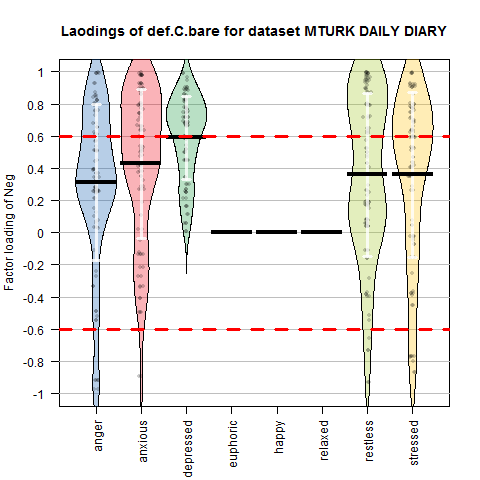 Laodings of def.C.bare for dataset MTURK DAILY DIARY
Factor loading of Neg
1
0.8
0.6
0.4
0.2
0
-0.2
-0.4
-0.6
-0.8
-1
anger
anxious
depressed
euphoric
happy
relaxed
restless
stressed